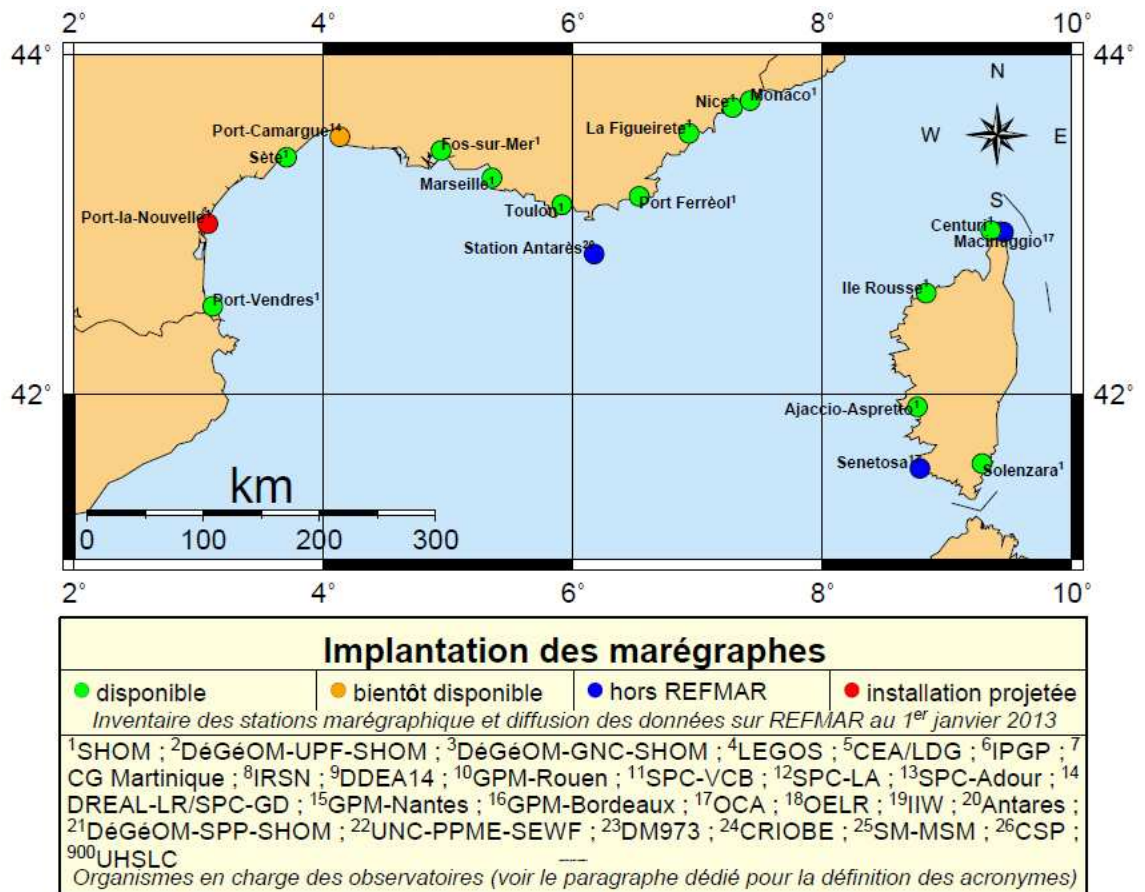 2° 4° 6° 8° 10°
44° 44°
N
Monaco¹
Nice¹
Port-Camargue¹⁴
La Figueirete¹
W E
Fos-sur-Mer¹
Sète¹
Marseille¹
S
Toulon¹
Port Ferrèol¹
Port-la-Nouvelle¹
Centuri¹
Macinaggio¹⁷
Station Antarès²⁰
Ile Rousse¹
Port-Vendres¹
42° 42°
Ajaccio-Aspretto¹
Senetosa¹⁷
Solenzara¹
km
0 100 200 300
2° 4° 6° 8° 10°
Implantation des marégraphes
disponible bientôt disponible hors REFMAR installation projetée
Inventaire des stations marégraphique et diffusion des données sur REFMAR au 1er janvier 2013
¹SHOM ; ²DéGéOM-UPF-SHOM ; ³DéGéOM-GNC-SHOM ; ⁴LEGOS ; ⁵CEA/LDG ; ⁶IPGP ; ⁷
CG Martinique ; ⁸IRSN ; ⁹DDEA14 ; ¹⁰GPM-Rouen ; ¹¹SPC-VCB ; ¹²SPC-LA ; ¹³SPC-Adour ; ¹⁴
DREAL-LR/SPC-GD ; ¹⁵GPM-Nantes ; ¹⁶GPM-Bordeaux ; ¹⁷OCA ; ¹⁸OELR ; ¹⁹IIW ; ²⁰Antares ;
²¹DéGéOM-SPP-SHOM ; ²²UNC-PPME-SEWF ; ²³DM973 ; ²⁴CRIOBE ; ²⁵SM-MSM ; ²⁶CSP ;
⁹⁰⁰UHSLC
Organismes en charge des observatoires (voir le paragraphe dédié pour la définition des acronymes)